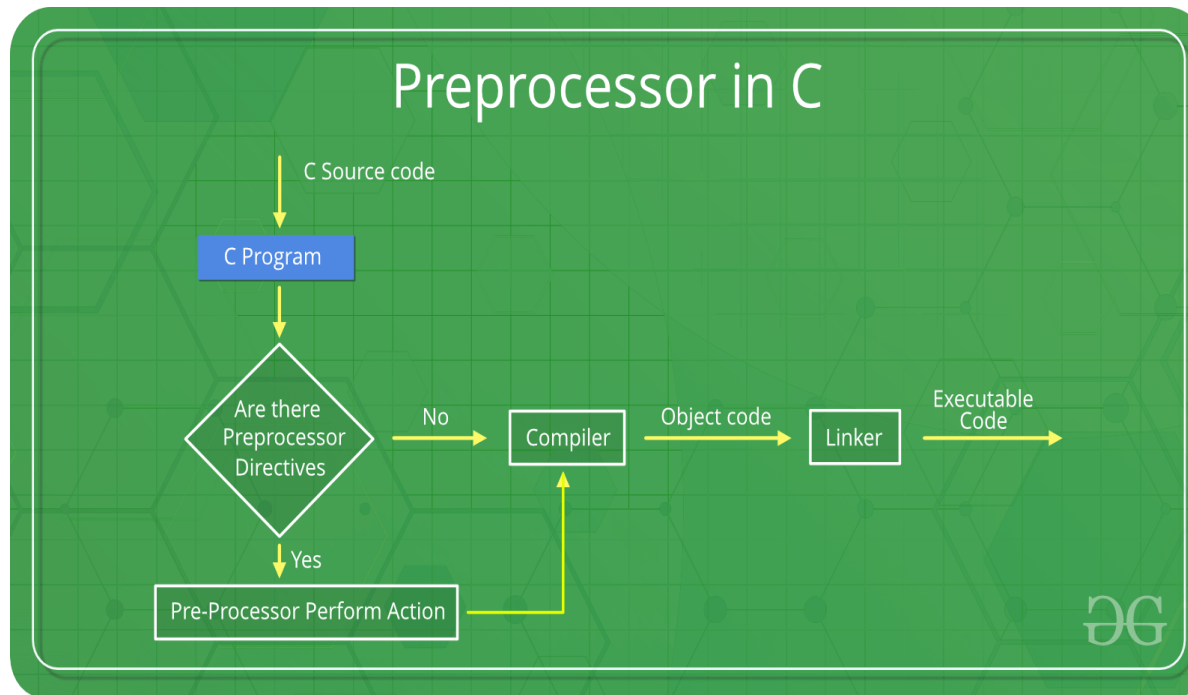 Preprocessor in C
C Source code
C Program
Are there
Preprocessor
Directives
No
Compiler
Object code
Linker
Executable
Code
Yes
Pre-Processor Perform Action